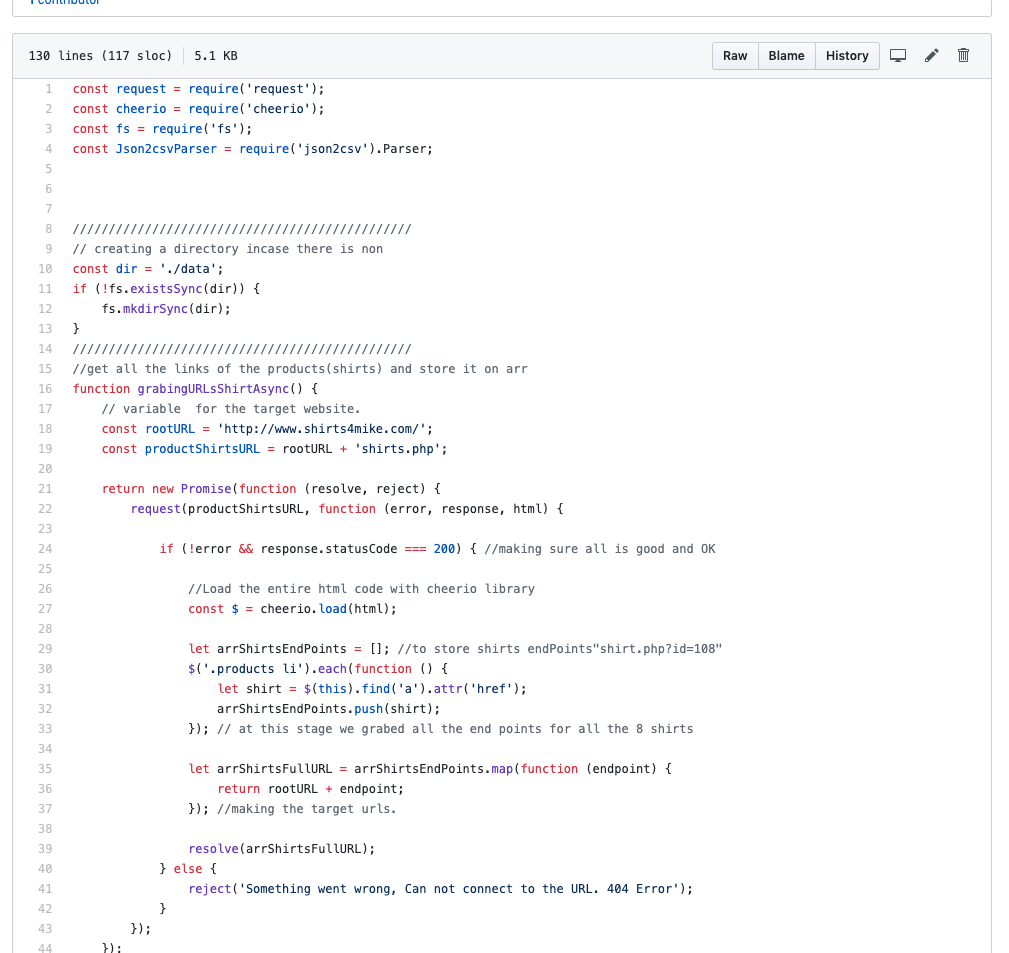 1 contributor
130 lines (117 sloc) 5.1 KB Raw Blame History
1 const request = require('request');
2 const cheerio = require('cheerio');
3 const fs = require('fs');
4 const Json2csvParser = require('json2csv').Parser;
5
6
7
8 ///////////////////////////////////////////////
9 // creating a directory incase there is non
10 const dir = './data';
11 if (!fs.existsSync(dir)) {
12     fs.mkdirSync(dir);
13 }
14 ///////////////////////////////////////////////
15 //get all the links of the products(shirts) and store it on arr
16 function grabingURLsShirtAsync() {
17     // variable  for the target website.
18     const rootURL = 'http://www.shirts4mike.com/';
19     const productShirtsURL = rootURL + 'shirts.php';
20
21     return new Promise(function (resolve, reject) {
22         request(productShirtsURL, function (error, response, html) {
23
24             if (!error && response.statusCode === 200) { //making sure all is good and OK
25
26                 //Load the entire html code with cheerio library
27                 const $ = cheerio.load(html);
28
29                 let arrShirtsEndPoints = []; //to store shirts endPoints"shirt.php?id=108"
30                 $('.products li').each(function () {
31                     let shirt = $(this).find('a').attr('href');
32                     arrShirtsEndPoints.push(shirt);
33                 }); // at this stage we grabed all the end points for all the 8 shirts
34
35                 let arrShirtsFullURL = arrShirtsEndPoints.map(function (endpoint) {
36                     return rootURL + endpoint;
37                 }); //making the target urls.
38
39                 resolve(arrShirtsFullURL);
40             } else {
41                 reject('Something went wrong, Can not connect to the URL. 404 Error');
42             }
43         });
44     });